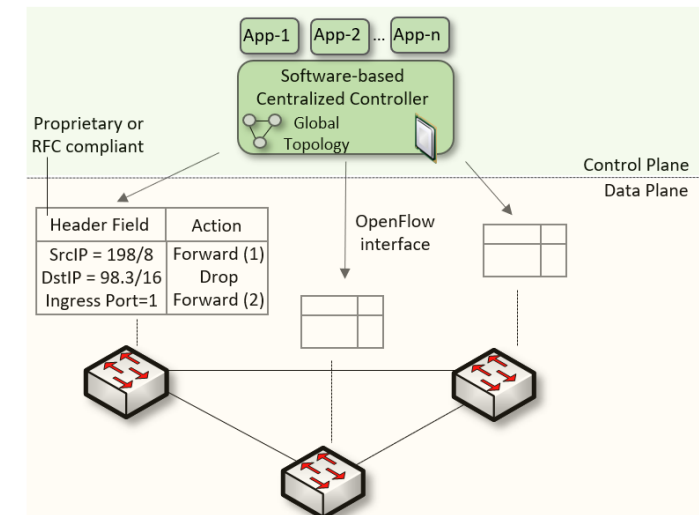 App-1 App-2 ... App-n
Software-based
Centralized Controller
Global
Topology
Proprietary or
RFC compliant
Control Plane
Data Plane
Header Field Action
SrcIP = 198/8 Forward (1)
DstIP = 98.3/16 Drop
Ingress Port=1 Forward (2)
OpenFlow
interface